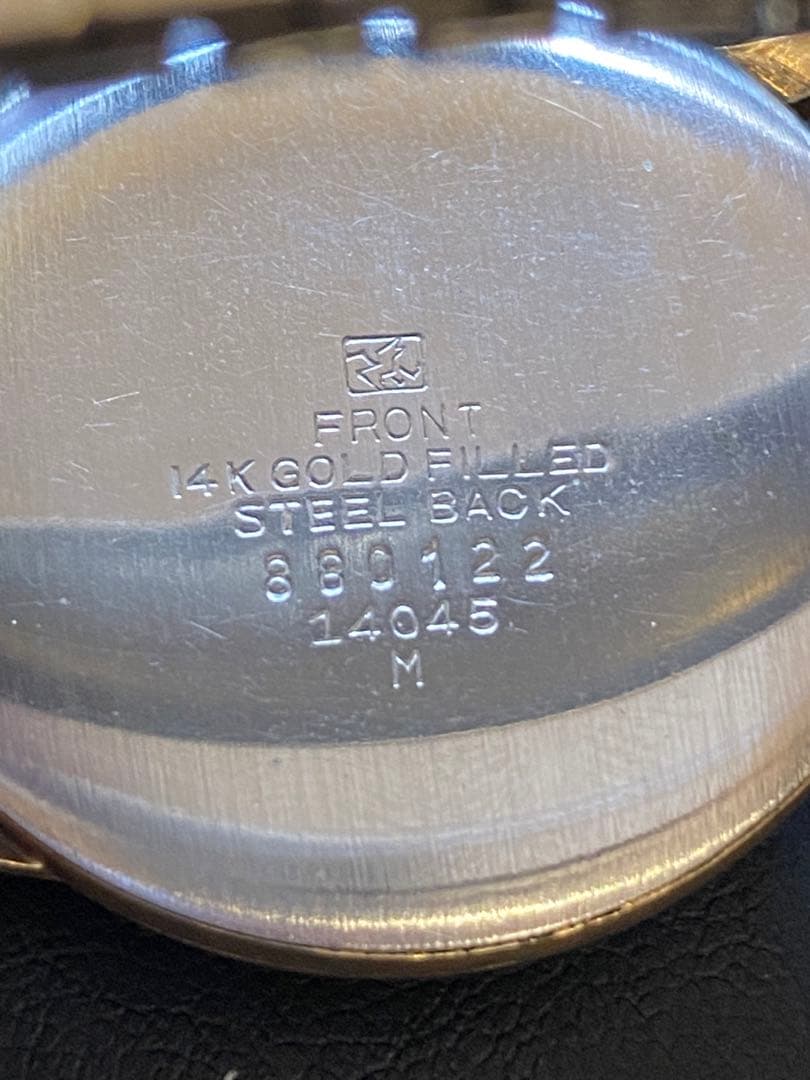 FRONT
14K GOLD FILLED
STEEL BACK
880122
14045
M